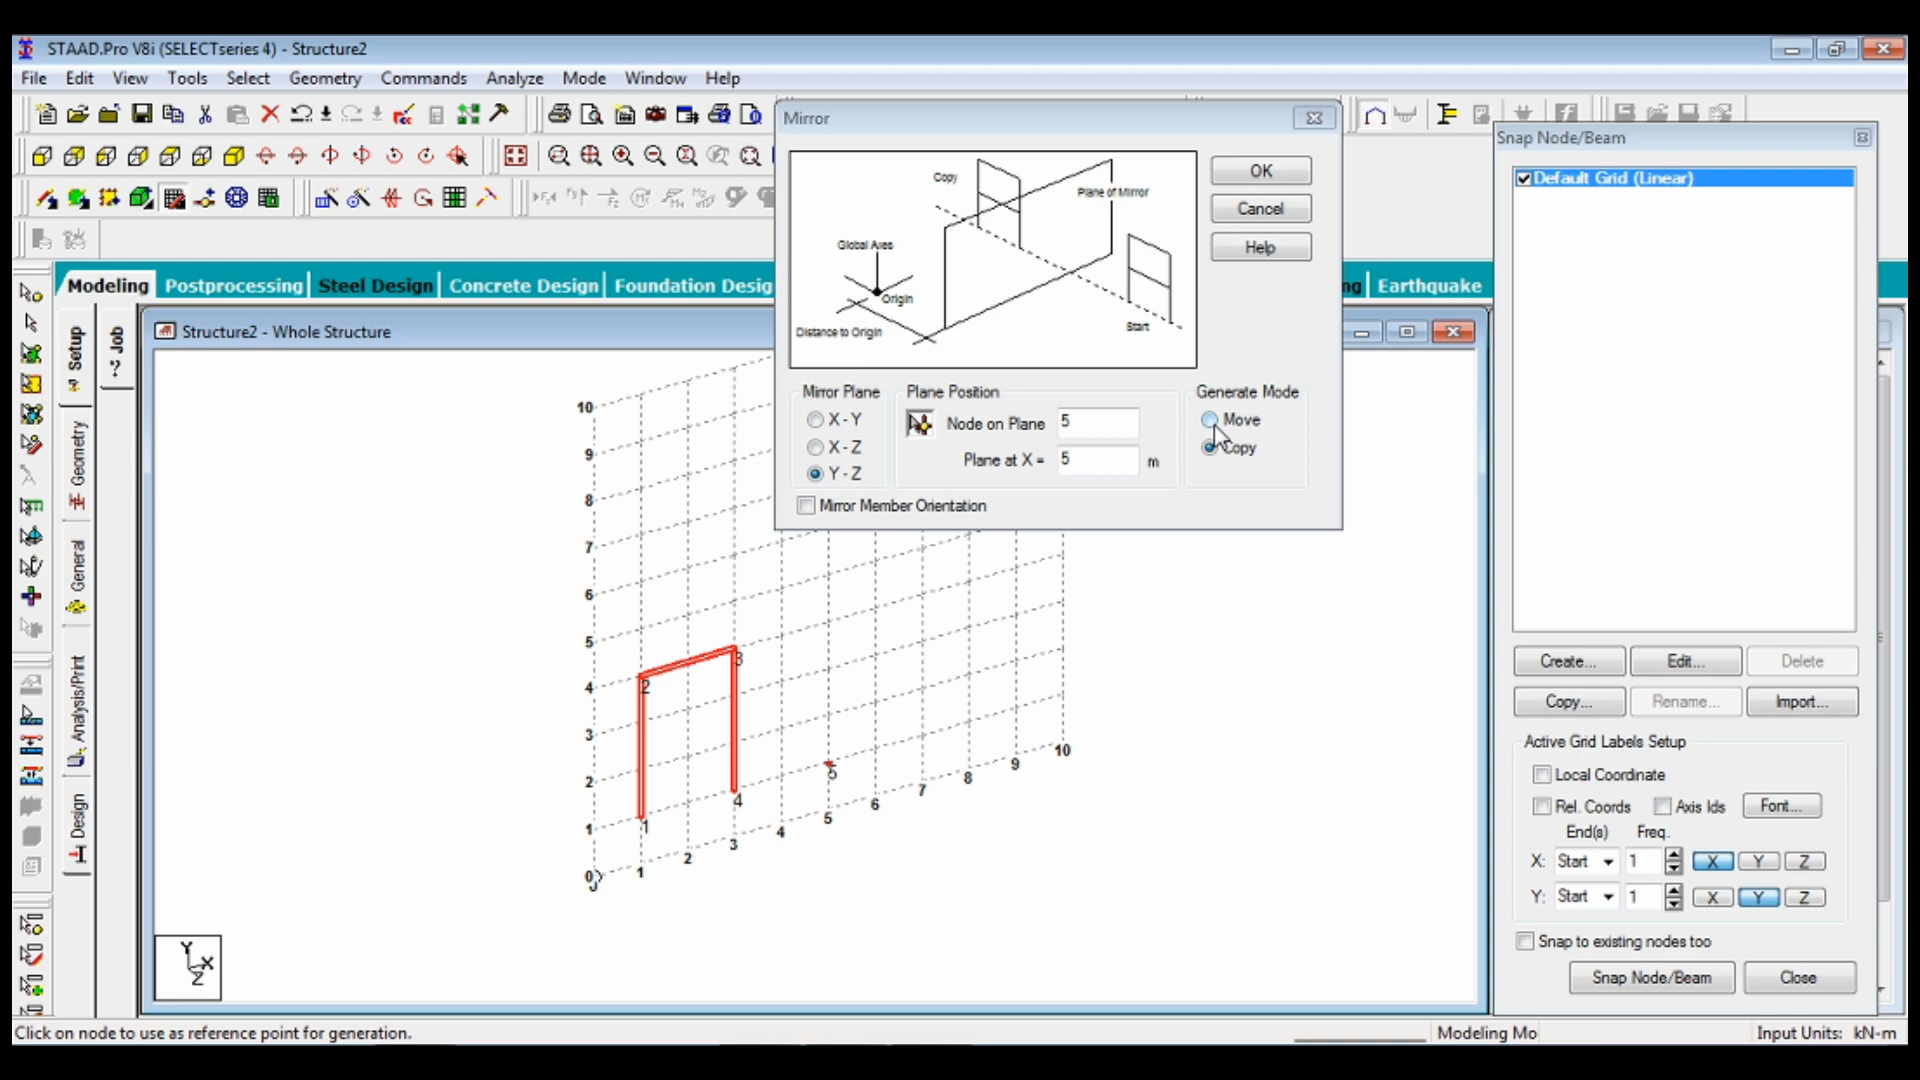 STAAD.Pro V8i (SELECTseries 4) - Structure2
File Edit View Tools Select Geometry Commands Analyze Mode Window Help
Mirror
Copy
Plane of Mirror
Global Axes
Origin
Distance to Origin
Start
OK
Cancel
Help
Mirror Plane
X - Y
X - Z
Y - Z
Plane Position
Node on Plane 5
Plane at X = 5 m
Generate Mode
Move
Copy
Mirror Member Orientation
Snap Node/Beam
Default Grid (Linear)
Create... Edit... Delete
Copy... Rename... Import...
Active Grid Labels Setup
Local Coordinate
Rel. Coords Axis Ids Font...
End(s) Freq.
X: Start 1 X Y Z
Y: Start 1 X Y Z
Snap to existing nodes too
Snap Node/Beam Close
Modeling Postprocessing Steel Design Concrete Design Foundation Desig
ng Earthquake
Setup
Geometry
General
Analysis/Print
Design
? Job
Structure2 - Whole Structure
10
9
8
7
6
5
4
3
2
1
0
1
2
3
4
5
6
7
8
9
10
2
3
1
4
5
Y
X
Z
Click on node to use as reference point for generation.
Modeling Mo
Input Units: kN-m